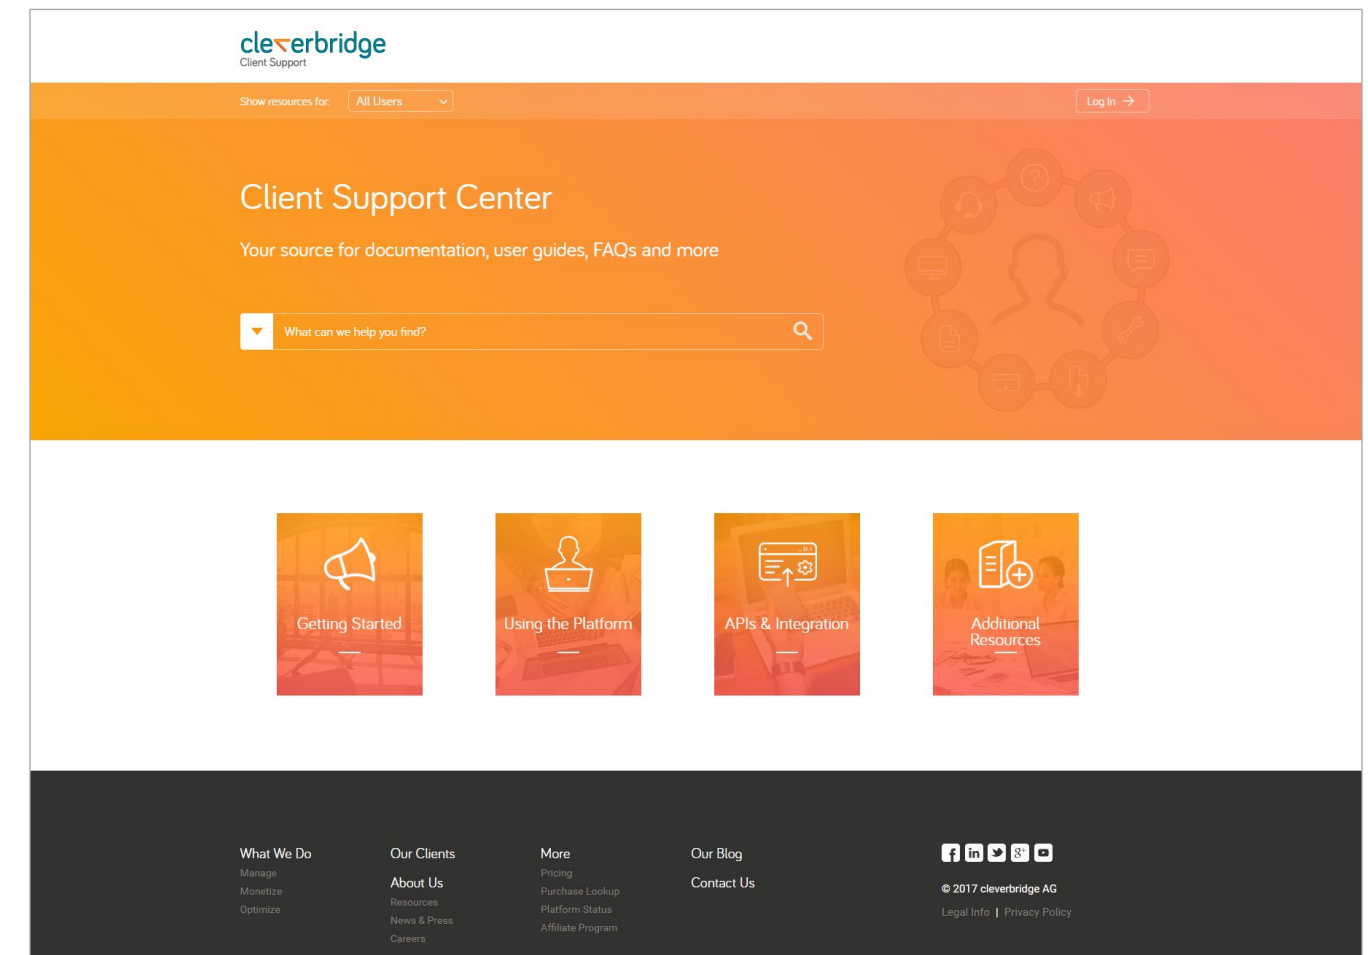 cleverbridge
Client Support
Show resources for: All Users Log In →
Client Support Center
Your source for documentation, user guides, FAQs and more
What can we help you find?
Getting Started
Using the Platform
APIs & Integration
Additional
Resources
What We Do
Manage
Monetize
Optimize
Our Clients
About Us
Resources
News & Press
Careers
More
Pricing
Purchase Lookup
Platform Status
Affiliate Program
Our Blog
Contact Us
© 2017 cleverbridge AG
Legal Info | Privacy Policy